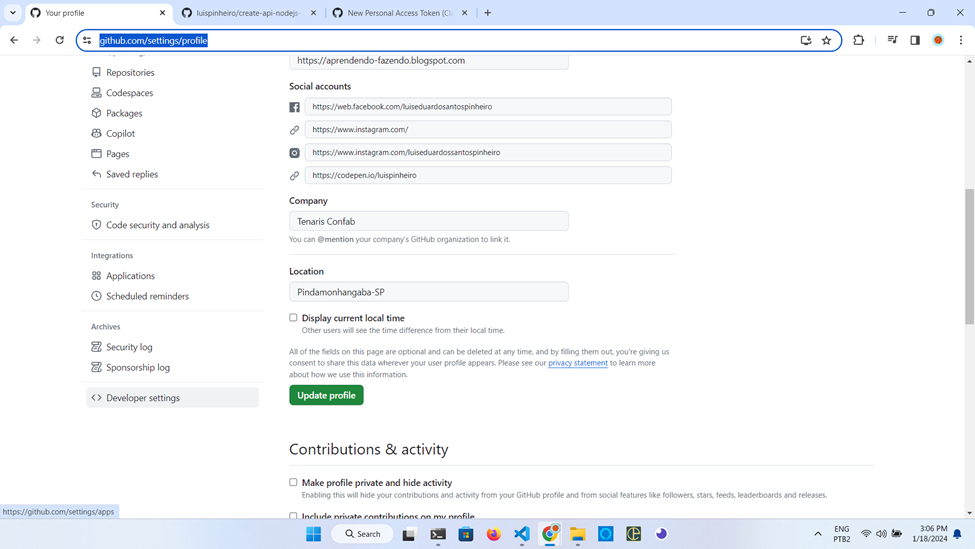 Your profile
luispinheiro/create-api-nodejs-
New Personal Access Token (Cl
github.com/settings/profile
https://aprendendo-fazendo.blogspot.com
Repositories
Codespaces
Packages
Copilot
Pages
Saved replies
Security
Code security and analysis
Integrations
Applications
Scheduled reminders
Archives
Security log
Sponsorship log
Developer settings
Social accounts
https://web.facebook.com/luiseduardosantospinheiro
https://www.instagram.com/
https://www.instagram.com/luiseduardossantospinheiro
https://codepen.io/luispinheiro
Company
Tenaris Confab
You can @mention your company's GitHub organization to link it.
Location
Pindamonhangaba-SP
Display current local time
Other users will see the time difference from their local time.
All of the fields on this page are optional and can be deleted at any time, and by filling them out, you're giving us
consent to share this data wherever your user profile appears. Please see our privacy statement to learn more
about how we use this information.
Update profile
Contributions & activity
Make profile private and hide activity
Enabling this will hide your contributions and activity from your GitHub profile and from social features like followers, stars, feeds, leaderboards and releases.
Include private contributions on my profile
https://github.com/settings/apps
Search
ENG
PTB2
3:06 PM
1/18/2024